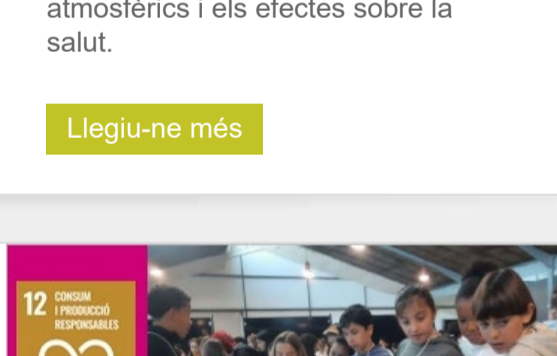 atmosfèrics i els efectes sobre la
salut.
Llegiu-ne més
12 CONSUM
I PRODUCCIÓ
RESPONSABLES